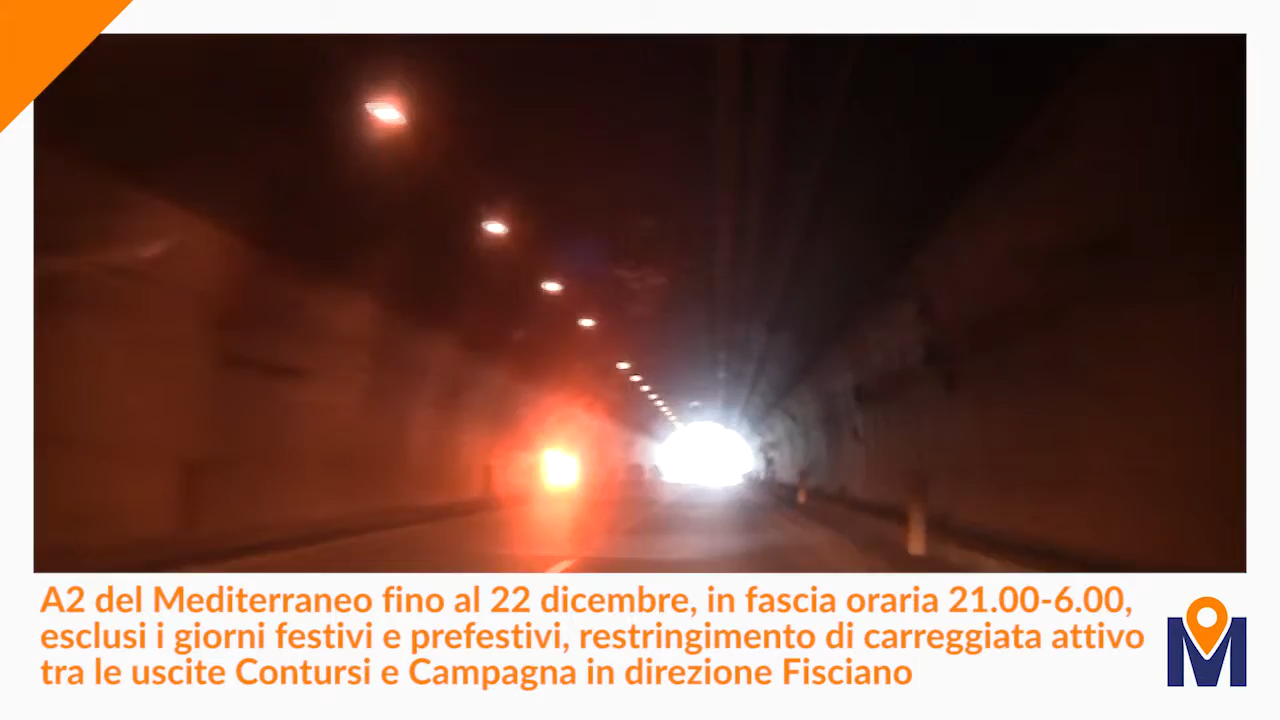 A2 del Mediterraneo fino al 22 dicembre, in fascia oraria 21.00-6.00,
esclusi i giorni festivi e prefestivi, restringimento di carreggiata attivo
tra le uscite Contursi e Campagna in direzione Fisciano
M